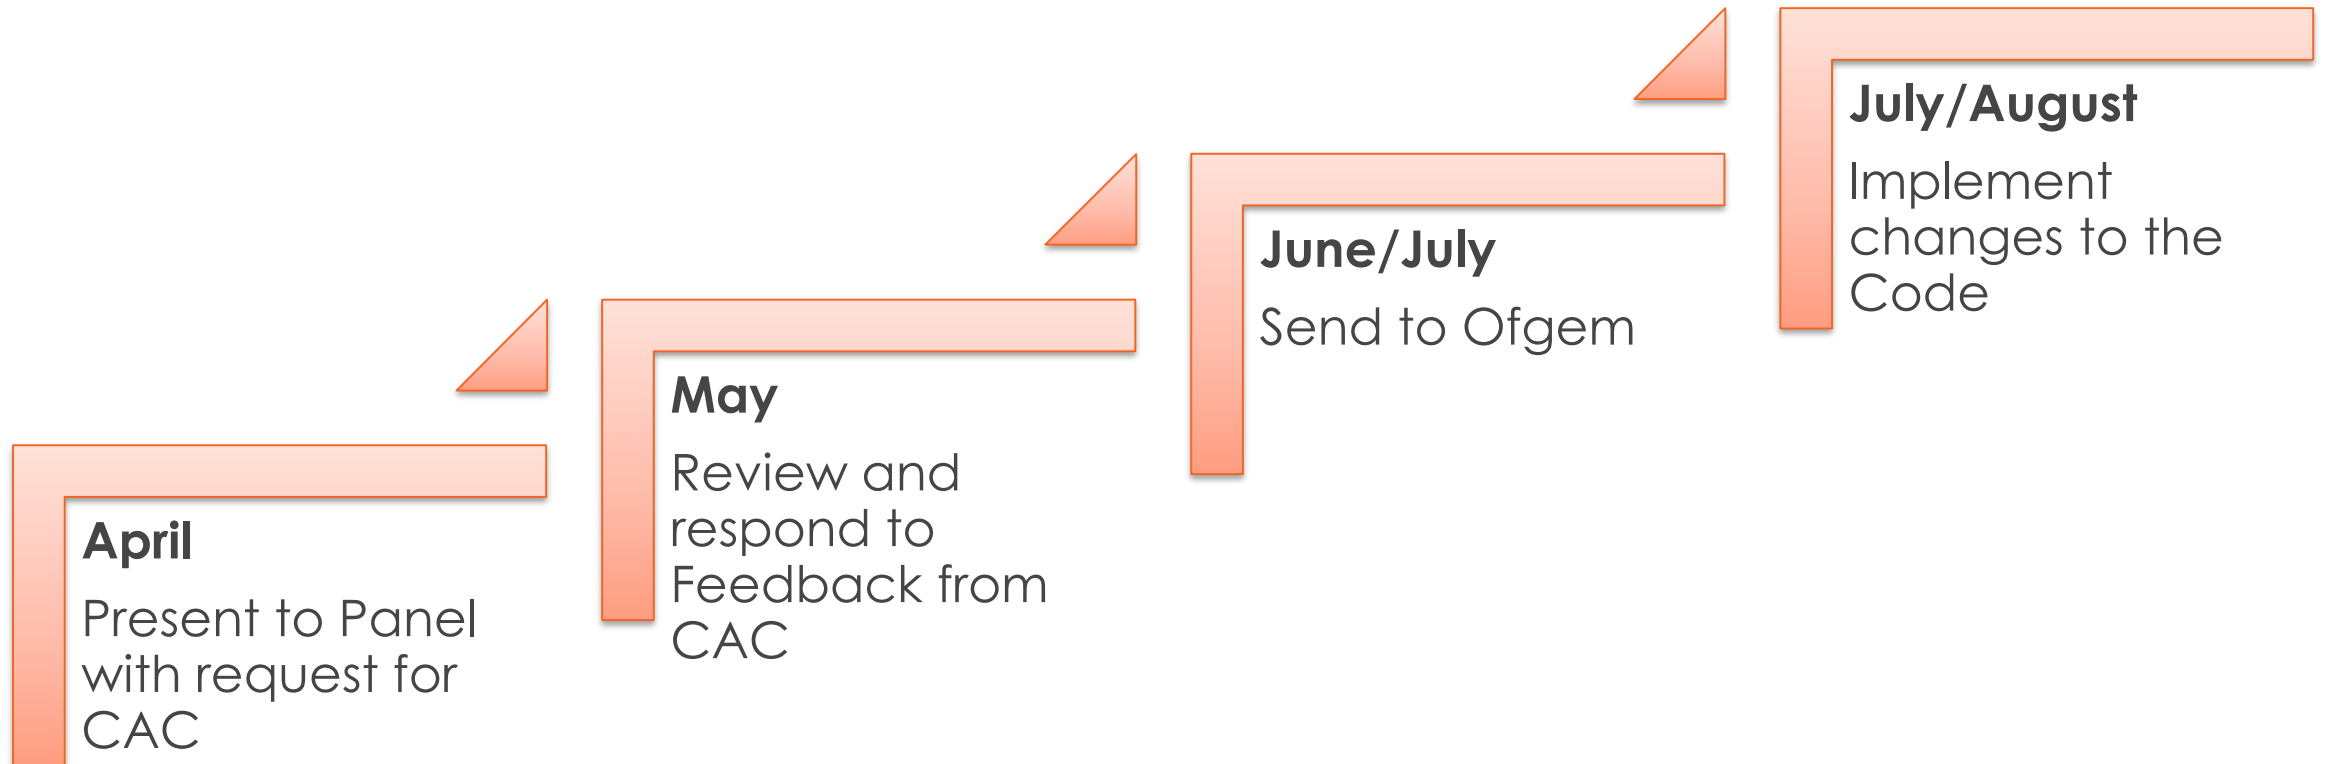 April
Present to Panel
with request for
CAC
May
Review and
respond to
Feedback from
CAC
June/July
Send to Ofgem
July/August
Implement
changes to the
Code